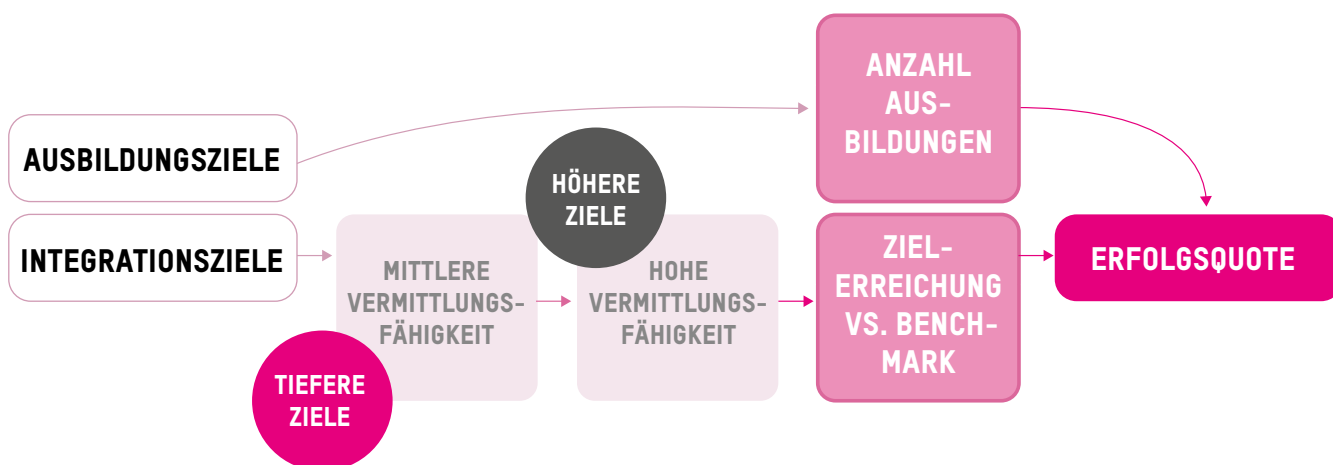 AUSBILDUNGSZIELE
INTEGRATIONSZIELE
TIEFERE
ZIELE
MITTLERE
VERMITTLUNGS-
FÄHIGKEIT
HÖHERE
ZIELE
HOHE
VERMITTLUNGS-
FÄHIGKEIT
ANZAHL
AUS-
BILDUNGEN
ZIEL-
ERREICHUNG
VS. BENCH-
MARK
ERFOLGSQUOTE